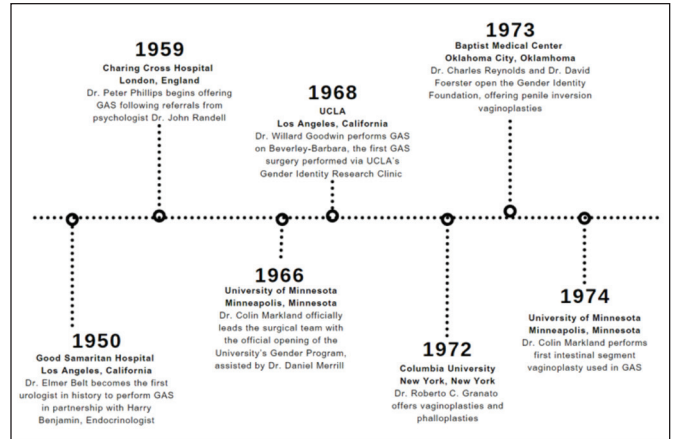 1959
Charing Cross Hospital
London, England
Dr. Peter Phillips begins offering
GAS following referrals from
psychologist Dr. John Randell
1968
UCLA
Los Angeles, California
Dr. Willard Goodwin performs GAS
on Beverley-Barbara, the first GAS
surgery performed via UCLA's
Gender Identity Research Clinic
1973
Baptist Medical Center
Oklahoma City, Oklamhoma
Dr. Charles Reynolds and Dr. David
Foerster open the Gender Identity
Foundation, offering penile inversion
vaginoplasties
1950
Good Samaritan Hospital
Los Angeles, California
Dr. Elmer Belt becomes the first
urologist in history to perform GAS
in partnership with Harry
Benjamin, Endocrinologist
1966
University of Minnesota
Minneapolis, Minnesota
Dr. Colin Markland officially
leads the surgical team with
the official opening of the
University's Gender Program,
assisted by Dr. Daniel Merrill
1972
Columbia University
New York, New York
Dr. Roberto C. Granato
offers vaginoplasties and
phalloplasties
1974
University of Minnesota
Minneapolis, Minnesota
Dr. Colin Markland performs
first intestinal segment
vaginoplasty used in GAS